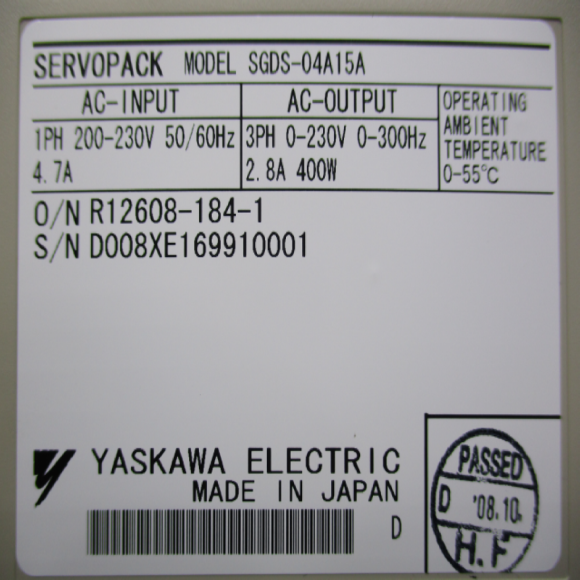 SERVOPACK MODEL SGDS-04A15A
AC-INPUT
1PH 200-230V 50/60Hz
4.7A
AC-OUTPUT
3PH 0-230V 0-300Hz
2.8A 400W
OPERATING
AMBIENT
TEMPERATURE
0-55℃
O/N R12608-184-1
S/N D008XE169910001
YASKAWA ELECTRIC
MADE IN JAPAN
D
PASSED
D '08.10.
H.F